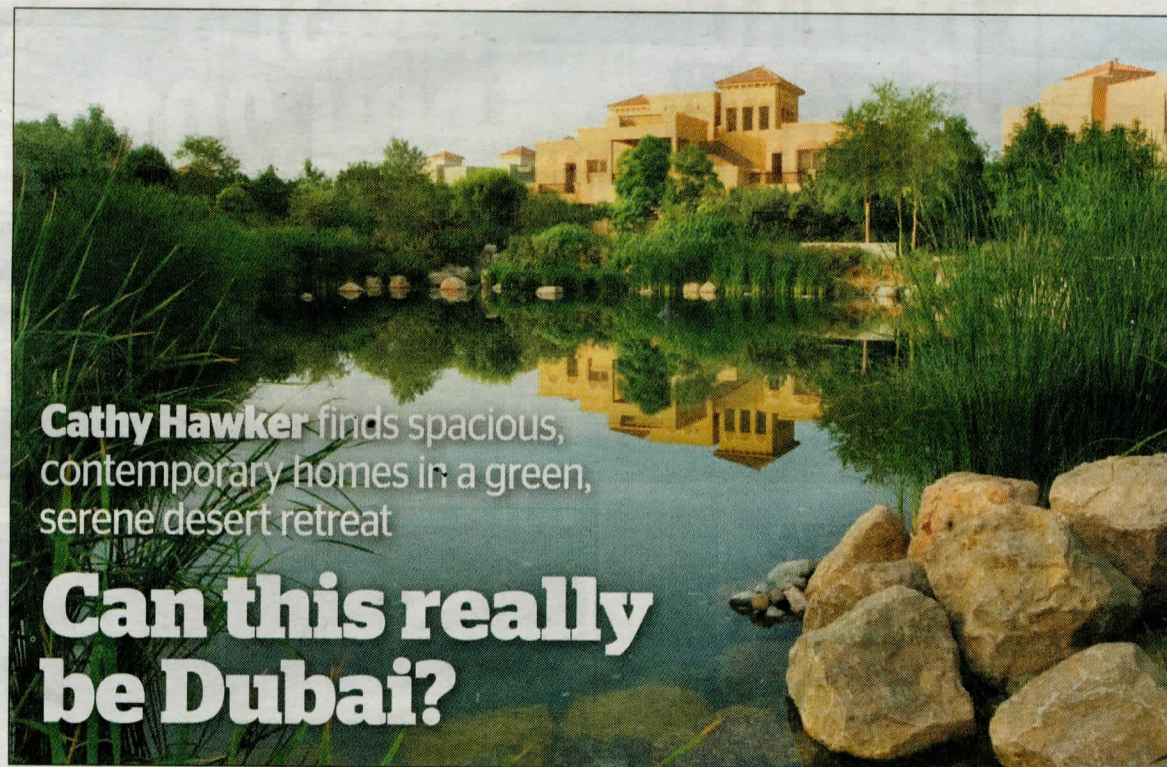 Cathy Hawker finds spacious,
contemporary homes in a green,
serene desert retreat
Can this really
be Dubai?